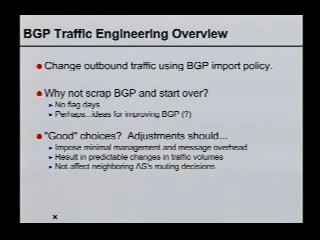 BGP Traffic Engineering Overview
Change outbound traffic using BGP import policy.
Why not scrap BGP and start over?
No flag days
Perhaps...ideas for improving BGP (?)
"Good" choices? Adjustments should...
Impose minimal management and message overhead
Result in predictable changes in traffic volumes
Not affect neighboring AS's routing decisions